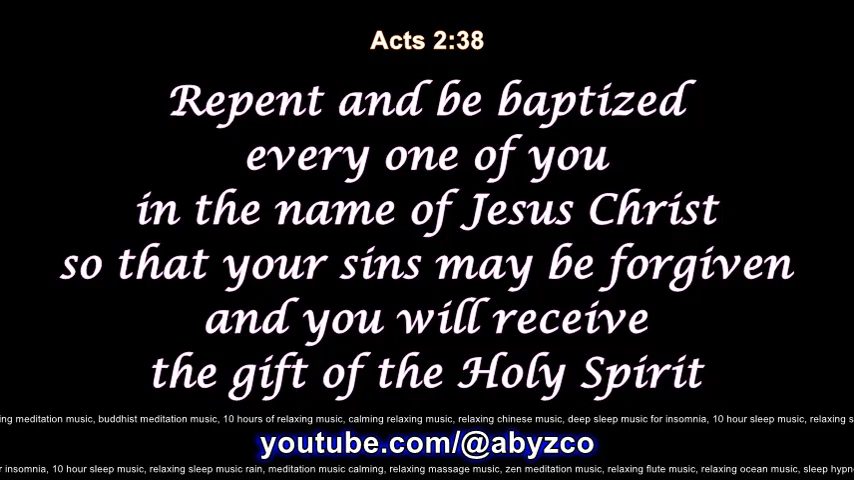 Acts 2:38
Repent and be baptized
every one of you
in the name of Jesus Christ
so that your sins may be forgiven
and you will receive
the gift of the Holy Spirit
meditation music, buddhist meditation music, 10 hours of relaxing music, calming relaxing music, relaxing chinese music, deep sleep music for insomnia, 10 hour sleep music, relaxing
youtube.com/@abyzco
insomnia, 10 hour sleep music, relaxing sleep music rain, meditation music calming, relaxing massage music, zen meditation music, relaxing flute music, relaxing ocean music, sleep